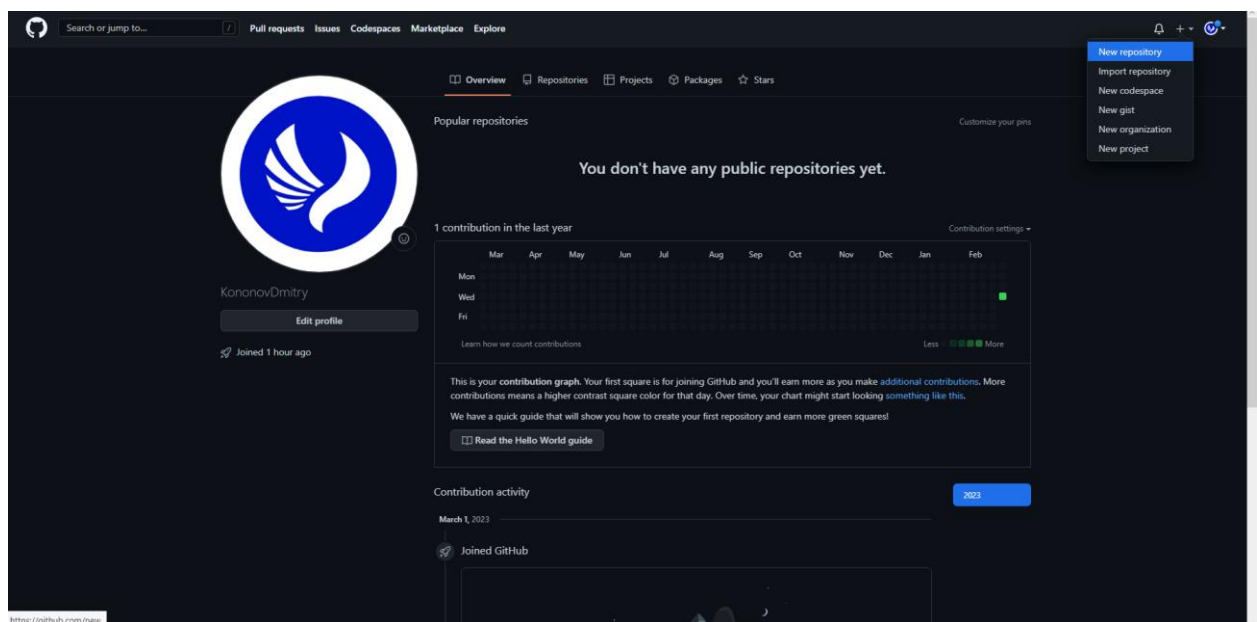 Search or jump to... / Pull requests Issues Codespaces Marketplace Explore
New repository
Import repository
New codespace
New gist
New organization
New project
Overview Repositories Projects Packages Stars
Popular repositories Customize your pins
You don't have any public repositories yet.
KononovDmitry
Edit profile
Joined 1 hour ago
1 contribution in the last year Contribution settings
Mar Apr May Jun Jul Aug Sep Oct Nov Dec Jan Feb
Mon
Wed
Fri
Learn how we count contributions Less More
This is your contribution graph. Your first square is for joining GitHub and you'll earn more as you make additional contributions. More
contributions means a higher contrast square color for that day. Over time, your chart might start looking something like this.
We have a quick guide that will show you how to create your first repository and earn more green squares!
Read the Hello World guide
Contribution activity 2023
March 1, 2023
Joined GitHub
https://github.com/new